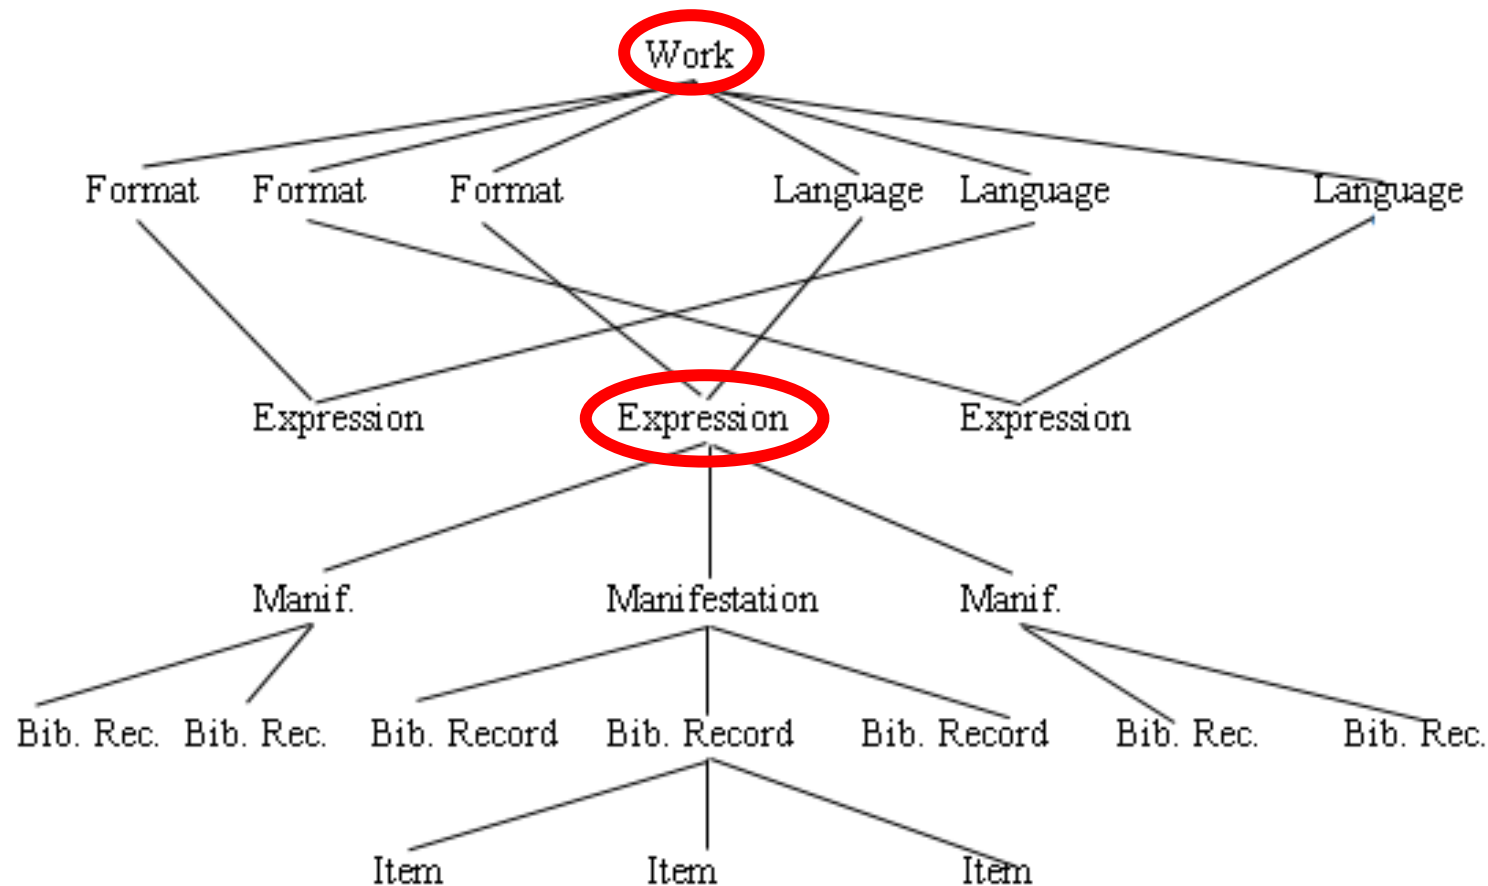 Work
Format Format Format Language Language Language
Expression Expression Expression
Manif. Manifestation Manif.
Bib. Rec. Bib. Rec. Bib. Record Bib. Record Bib. Record Bib. Rec. Bib. Rec.
Item Item Item